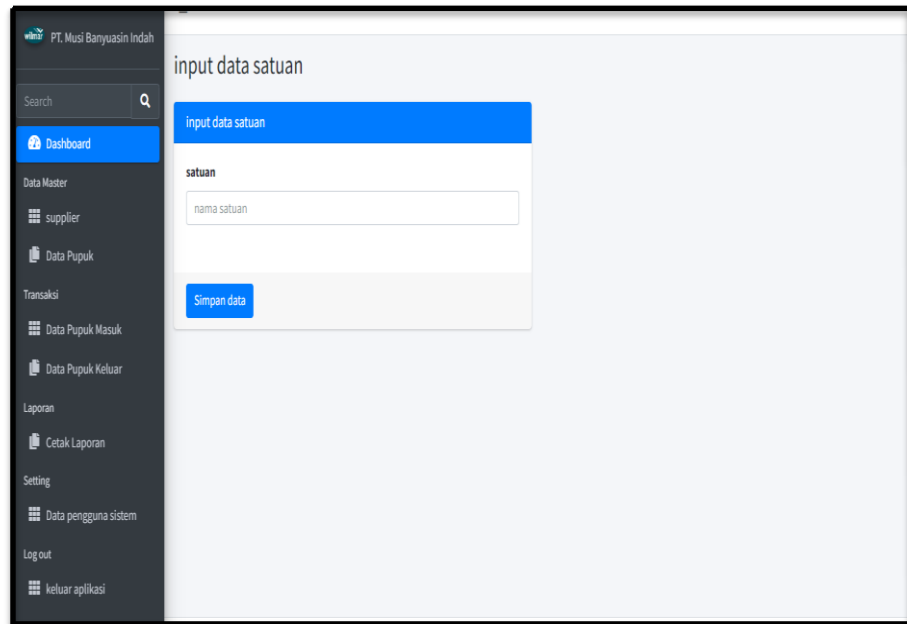 wilmar PT. Musi Banyuasin Indah
Search
Dashboard
Data Master
supplier
Data Pupuk
Transaksi
Data Pupuk Masuk
Data Pupuk Keluar
Laporan
Cetak Laporan
Setting
Data pengguna sistem
Log out
keluar aplikasi
input data satuan
input data satuan
satuan
nama satuan
Simpan data